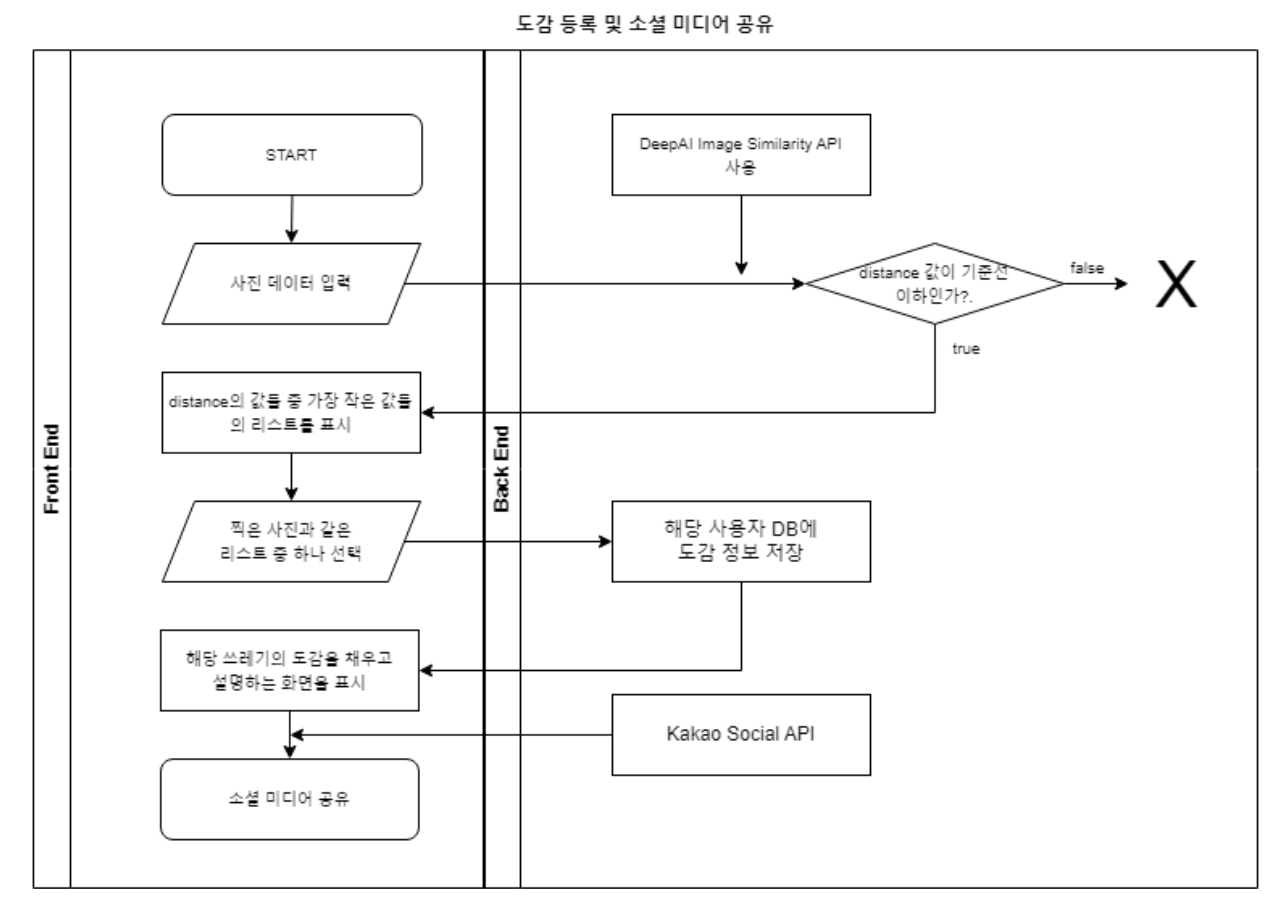 도감 등록 및 소셜 미디어 공유
Front End
Back End
START
DeepAI Image Similarity API
사용
사진 데이터 입력
distance 값이 기준선
이하인가?.
false
X
true
distance의 값들 중 가장 작은 값들
의 리스트를 표시
찍은 사진과 같은
리스트 중 하나 선택
해당 사용자 DB에
도감 정보 저장
해당 쓰레기의 도감을 채우고
설명하는 화면을 표시
Kakao Social API
소셜 미디어 공유